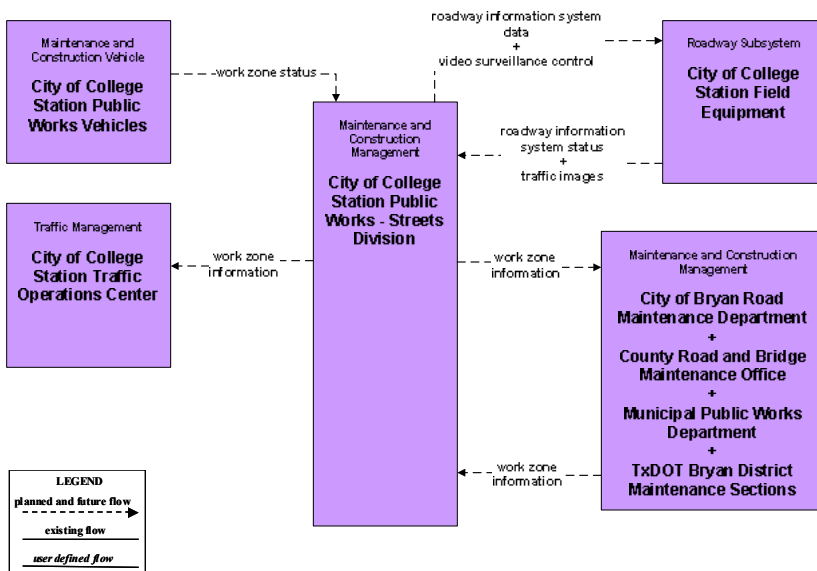 Maintenance and
Construction Vehicle
City of College
Station Public
Works Vehicles
work zone status
roadway information system
data
+
video surveillance control
Roadway Subsystem
City of College
Station Field
Equipment
Maintenance and
Construction
Management
City of College
Station Public
Works - Streets
Division
roadway information
system status
+
traffic images
Traffic Management
City of College
Station Traffic
Operations Center
work zone
information
work zone
information
Maintenance and Construction
Management
City of Bryan Road
Maintenance Department
+
County Road and Bridge
Maintenance Office
+
Municipal Public Works
Department
+
TxDOT Bryan District
Maintenance Sections
work zone
information
LEGEND
planned and future flow
existing flow
user defined flow